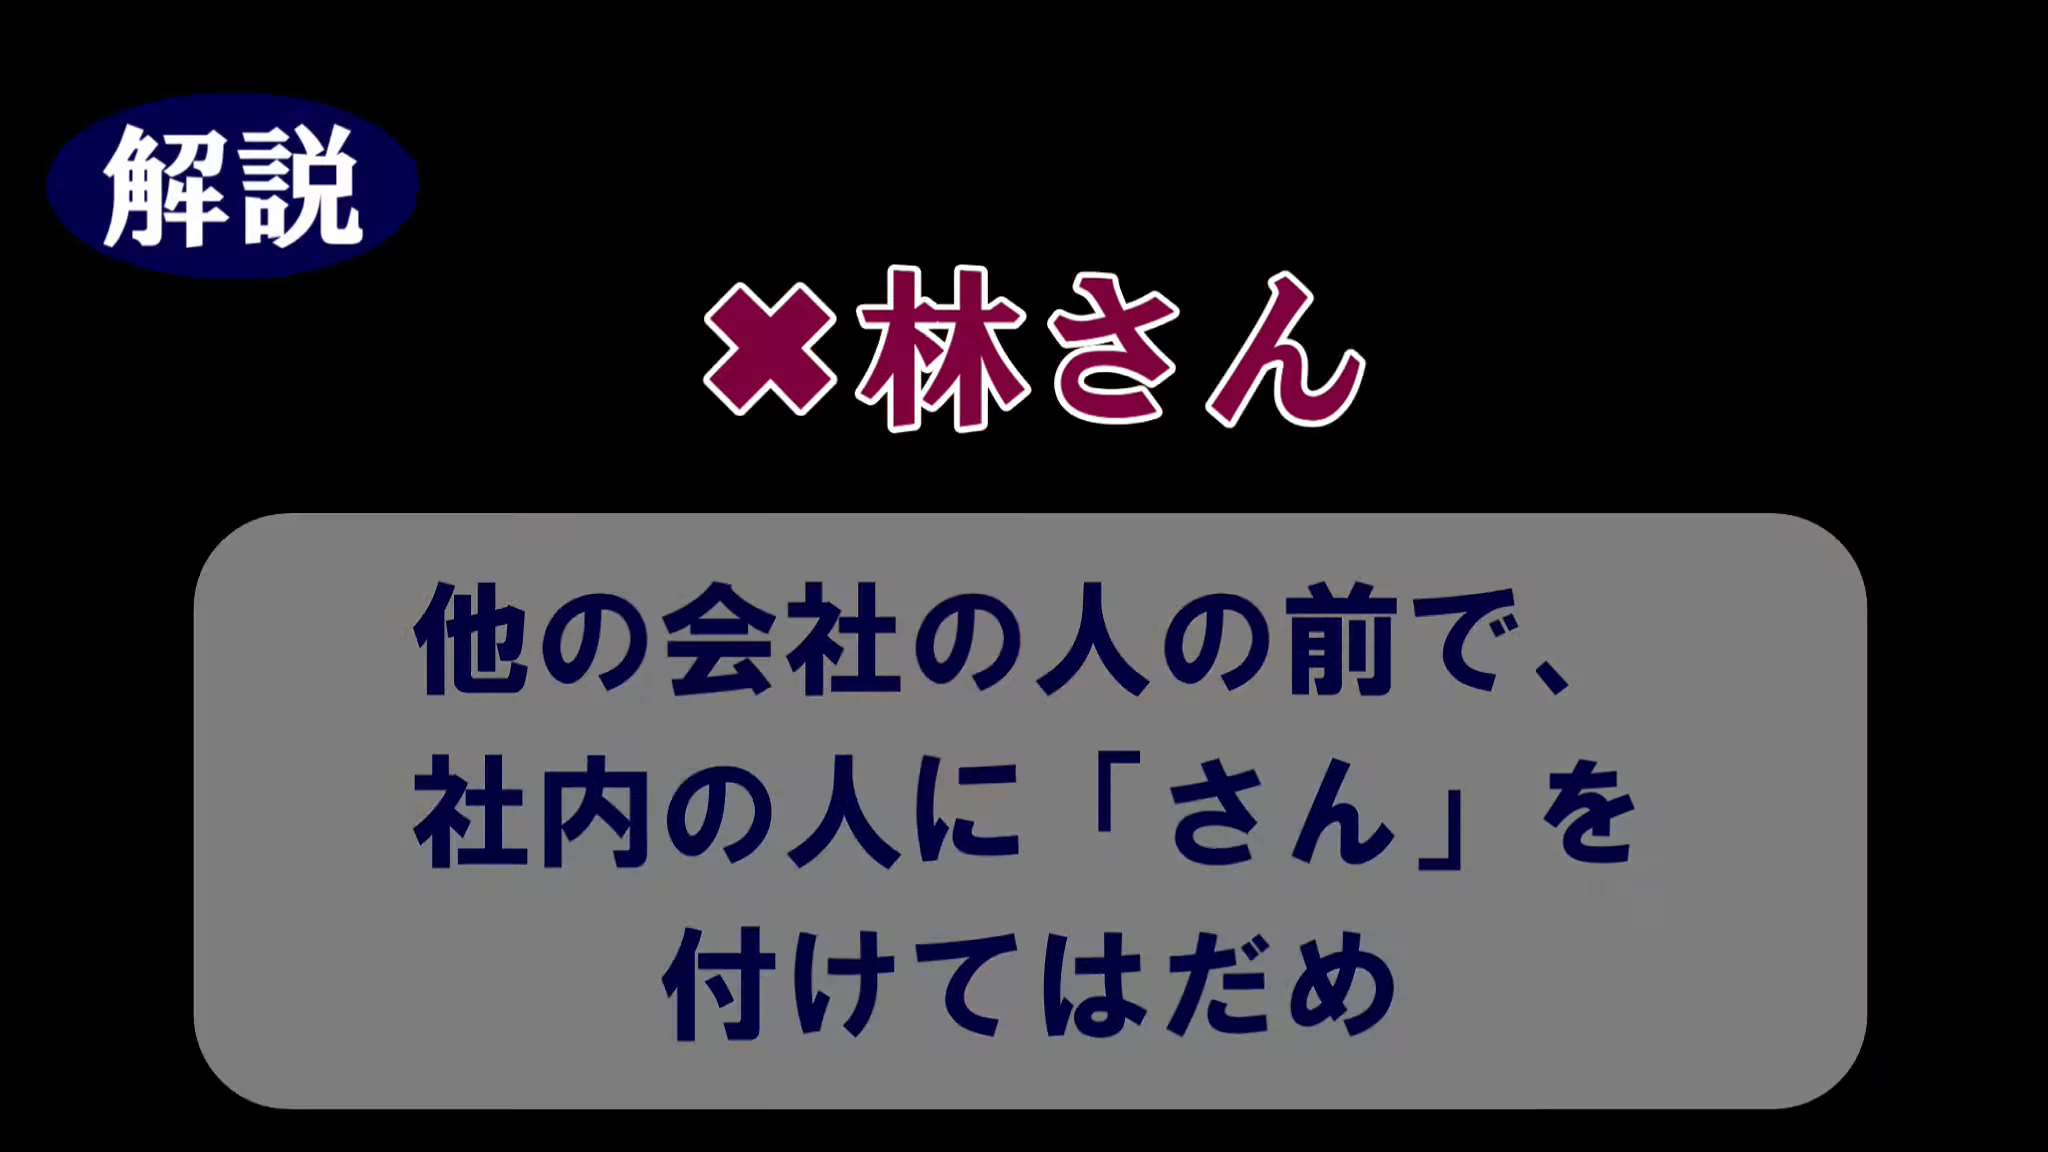 解説
✖林さん
他の会社の人の前で、
社内の人に「さん」を
付けてはだめ